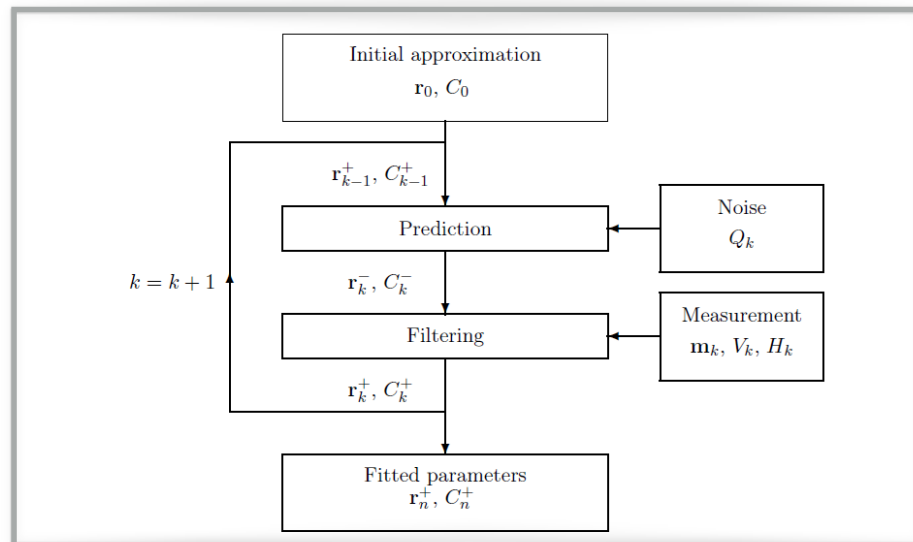 Initial approximation
r₀, C₀
r⁺ₖ₋₁, C⁺ₖ₋₁
Noise
Qₖ
Prediction
k = k + 1
r⁻ₖ, C⁻ₖ
Measurement
mₖ, Vₖ, Hₖ
Filtering
r⁺ₖ, C⁺ₖ
Fitted parameters
r⁺ₙ, C⁺ₙ